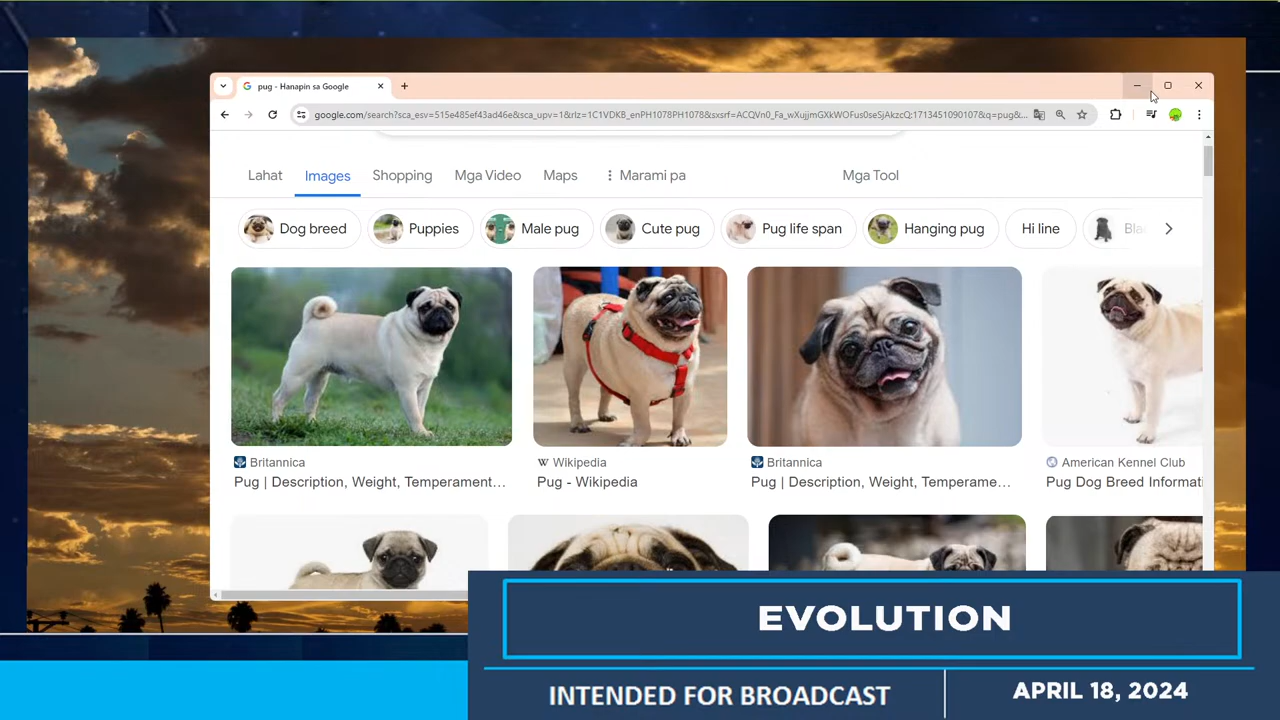 pug - Hanapin sa Google
google.com/search?sca_esv=515e485ef43ad46e&sca_upv=1&rlz=1C1VDKB_enPH1078PH1078&sxsrf=ACQVn0_Fa_wXujjmGXkWOFus0seSjAkzcQ:1713451090107&q=pug&...
Lahat Images Shopping Mga Video Maps Marami pa Mga Tool
Dog breed Puppies Male pug Cute pug Pug life span Hanging pug Hi line
Britannica
Pug | Description, Weight, Temperament...
Wikipedia
Pug - Wikipedia
Britannica
Pug | Description, Weight, Temperame...
American Kennel Club
Pug Dog Breed Informati
EVOLUTION
INTENDED FOR BROADCAST
APRIL 18, 2024